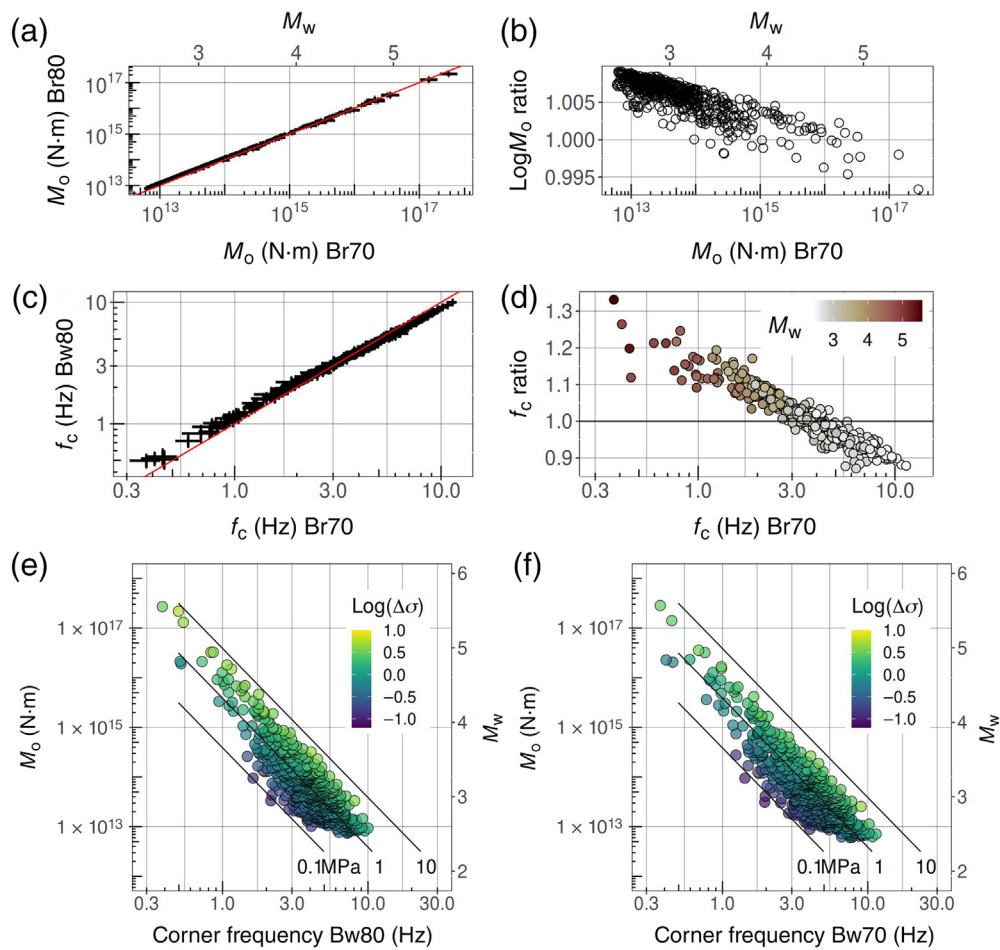 (a)
M_w
3 4 5
M_o (N·m) Br80
10^17
10^15
10^13
10^13 10^15 10^17
M_o (N·m) Br70
(b)
M_w
3 4 5
LogM_o ratio
1.005
1.000
0.995
10^13 10^15 10^17
M_o (N·m) Br70
(c)
f_c (Hz) Bw80
10
3
1
0.3 1.0 3.0 10.0
f_c (Hz) Br70
(d)
f_c ratio
1.3
1.2
1.1
1.0
0.9
M_w
3 4 5
0.3 1.0 3.0 10.0
f_c (Hz) Br70
(e)
M_o (N·m)
1 × 10^17
1 × 10^15
1 × 10^13
Log(Δσ)
1.0
0.5
0.0
−0.5
−1.0
6
5
4
3
2
M_w
0.1MPa 1 10
0.3 1.0 3.0 10.0 30.0
Corner frequency Bw80 (Hz)
(f)
M_o (N·m)
1 × 10^17
1 × 10^15
1 × 10^13
Log(Δσ)
1.0
0.5
0.0
−0.5
−1.0
6
5
4
3
2
M_w
0.1MPa 1 10
0.3 1.0 3.0 10.0 30.0
Corner frequency Bw70 (Hz)